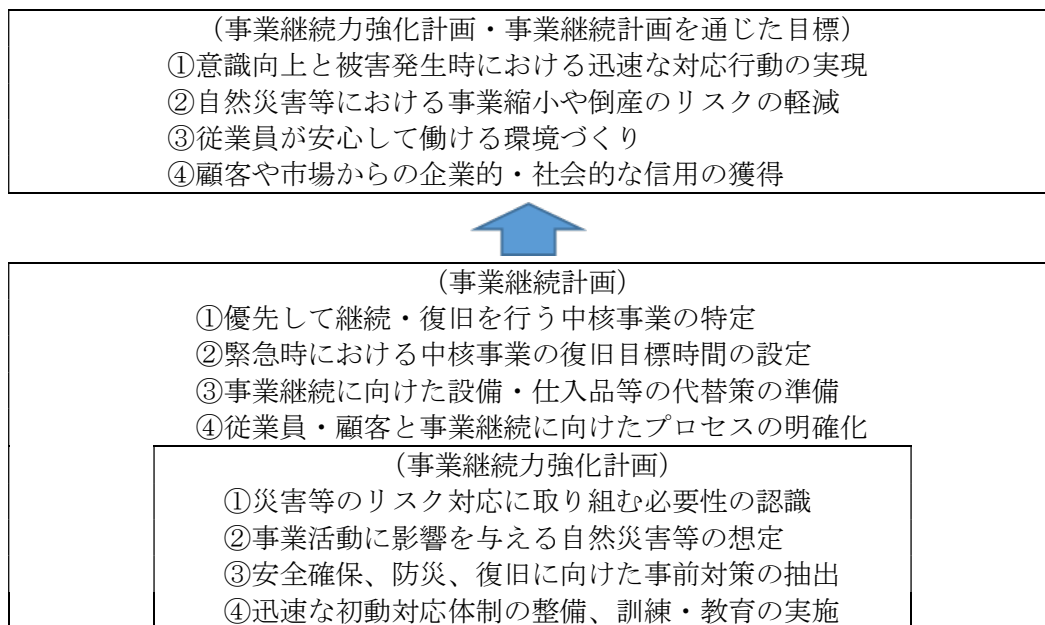 （事業継続力強化計画・事業継続計画を通じた目標）
①意識向上と被害発生時における迅速な対応行動の実現
②自然災害等における事業縮小や倒産のリスクの軽減
③従業員が安心して働ける環境づくり
④顧客や市場からの企業的・社会的な信用の獲得
（事業継続計画）
①優先して継続・復旧を行う中核事業の特定
②緊急時における中核事業の復旧目標時間の設定
③事業継続に向けた設備・仕入品等の代替策の準備
④従業員・顧客と事業継続に向けたプロセスの明確化
（事業継続力強化計画）
①災害等のリスク対応に取り組む必要性の認識
②事業活動に影響を与える自然災害等の想定
③安全確保、防災、復旧に向けた事前対策の抽出
④迅速な初動対応体制の整備、訓練・教育の実施